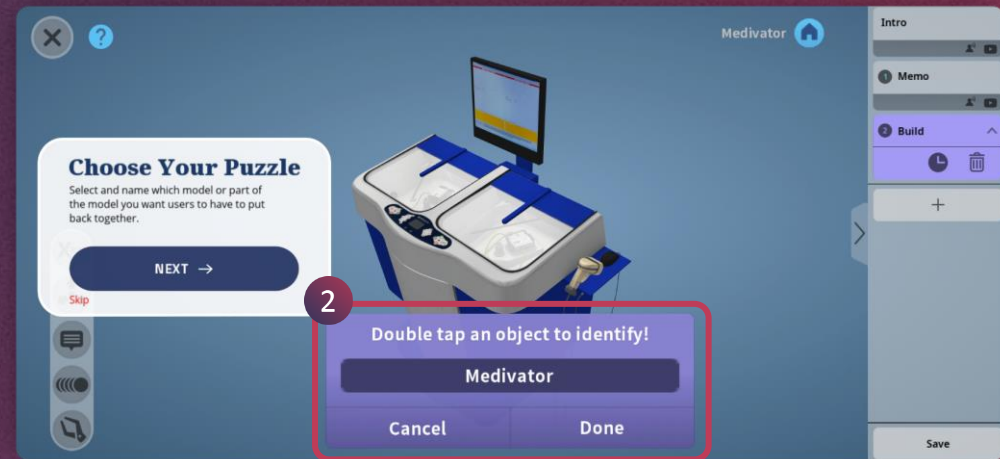 ?
Medivator
Intro
1 Memo
2 Build
+
Save
Choose Your Puzzle
Select and name which model or part of
the model you want users to have to put
back together.
NEXT →
Skip
2
Double tap an object to identify!
Medivator
Cancel
Done